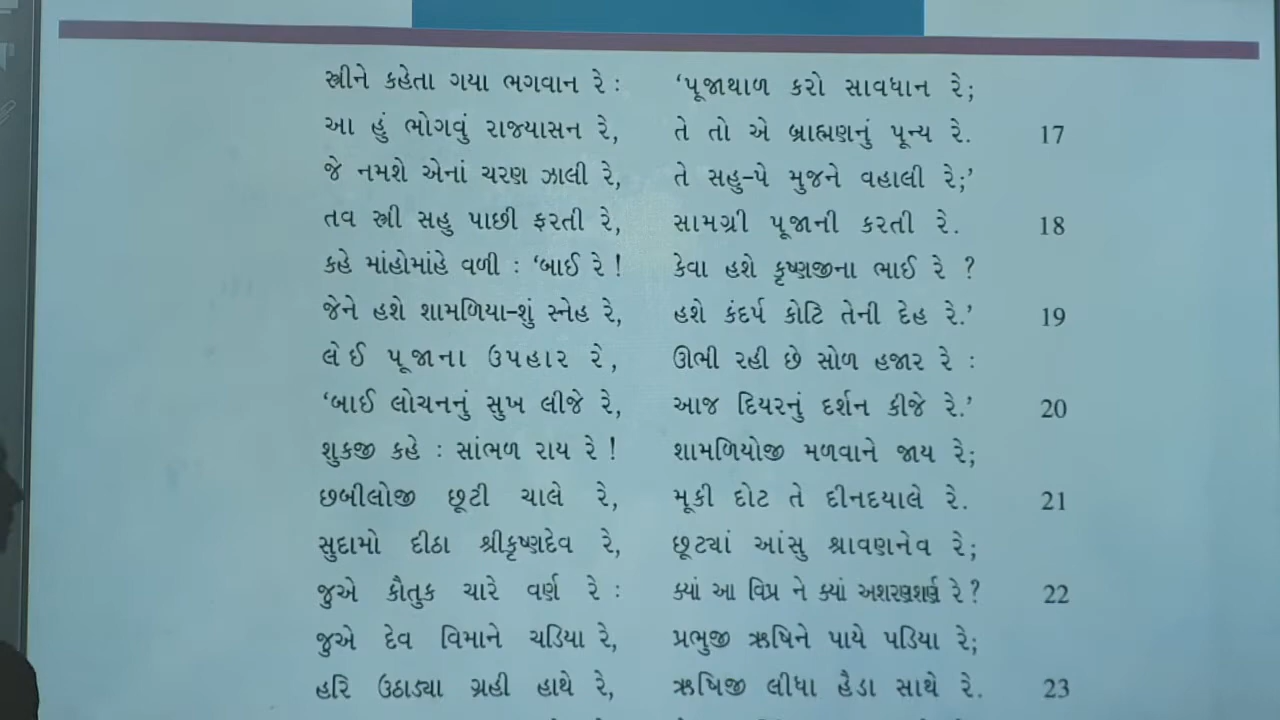 સ્ત્રીને કહેતા ગયા ભગવાન રે : ‘પૂજાથાળ કરો સાવધાન રે;
આ હું ભોગવું રાજ્યાસન રે, તે તો એ બ્રાહ્મણનું પૂન્ય રે. 17
જે નમશે એનાં ચરણ ઝાલી રે, તે સહુ-પે મુજને વહાલી રે;’
તવ સ્ત્રી સહુ પાછી ફરતી રે, સામગ્રી પૂજાની કરતી રે. 18
કહે માંહોમાંહે વળી : ‘બાઈ રે ! કેવા હશે કૃષ્ણજીના ભાઈ રે ?
જેને હશે શામળિયા-શું સ્નેહ રે, હશે કંદર્પ કોટિ તેની દેહ રે.’ 19
લેઈ પૂજાના ઉપહાર રે, ઊભી રહી છે સોળ હજાર રે :
‘બાઈ લોચનનું સુખ લીજે રે, આજ દિયરનું દર્શન કીજે રે.’ 20
શુકજી કહે : સાંભળ રાય રે ! શામળિયોજી મળવાને જાય રે;
છબીલોજી છૂટી ચાલે રે, મૂકી દોટ તે દીનદયાલે રે. 21
સુદામો દીઠા શ્રીકૃષ્ણદેવ રે, છૂટ્યાં આંસુ શ્રાવણનેવ રે;
જુએ કૌતુક ચારે વર્ણ રે : ક્યાં આ વિપ્ર ને ક્યાં અશરણશર્ણ રે ? 22
જુએ દેવ વિમાને ચડિયા રે, પ્રભુજી ઋષિને પાયે પડિયા રે;
હરિ ઉઠાડ્યા ગ્રહી હાથે રે, ઋષિજી લીધા હૈડા સાથે રે. 23